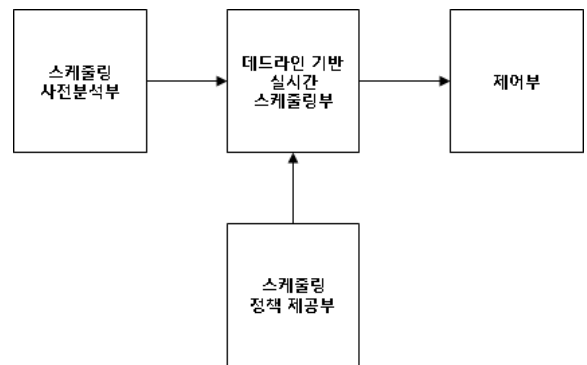 스케줄링
사전분석부
데드라인 기반
실시간
스케줄링부
제어부
스케줄링
정책 제공부